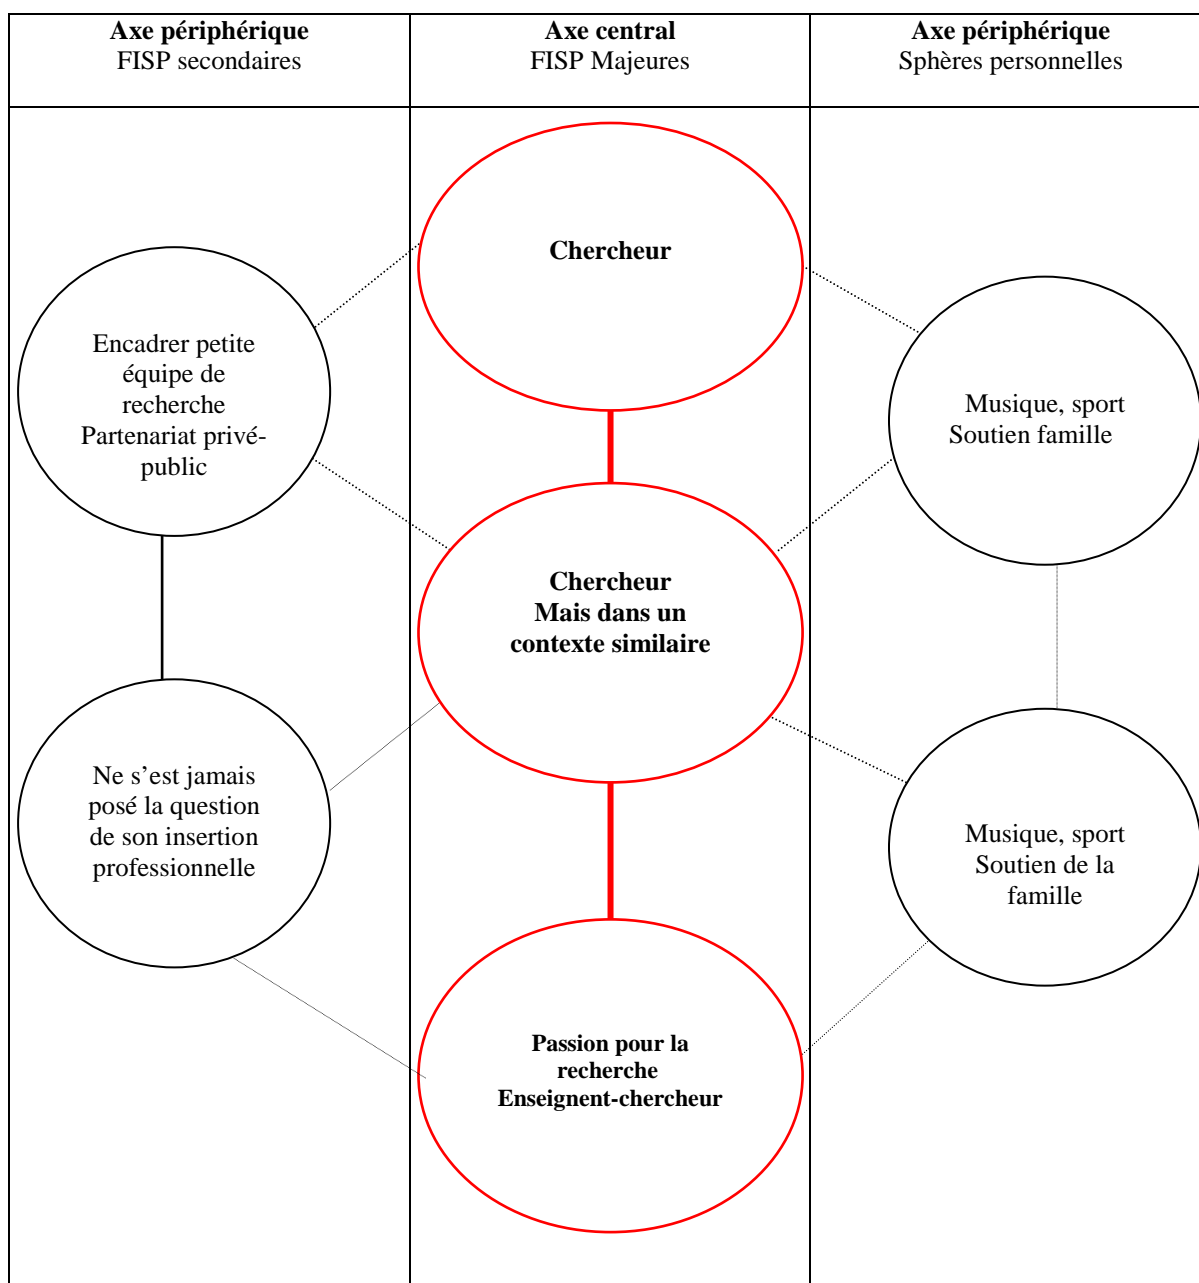 Axe périphérique
FISP secondaires
Axe central
FISP Majeures
Axe périphérique
Sphères personnelles
Chercheur
Encadrer petite
équipe de
recherche
Partenariat privé-
public
Musique, sport
Soutien famille
Chercheur
Mais dans un
contexte similaire
Ne s’est jamais
posé la question
de son insertion
professionnelle
Musique, sport
Soutien de la
famille
Passion pour la
recherche
Enseignent-chercheur